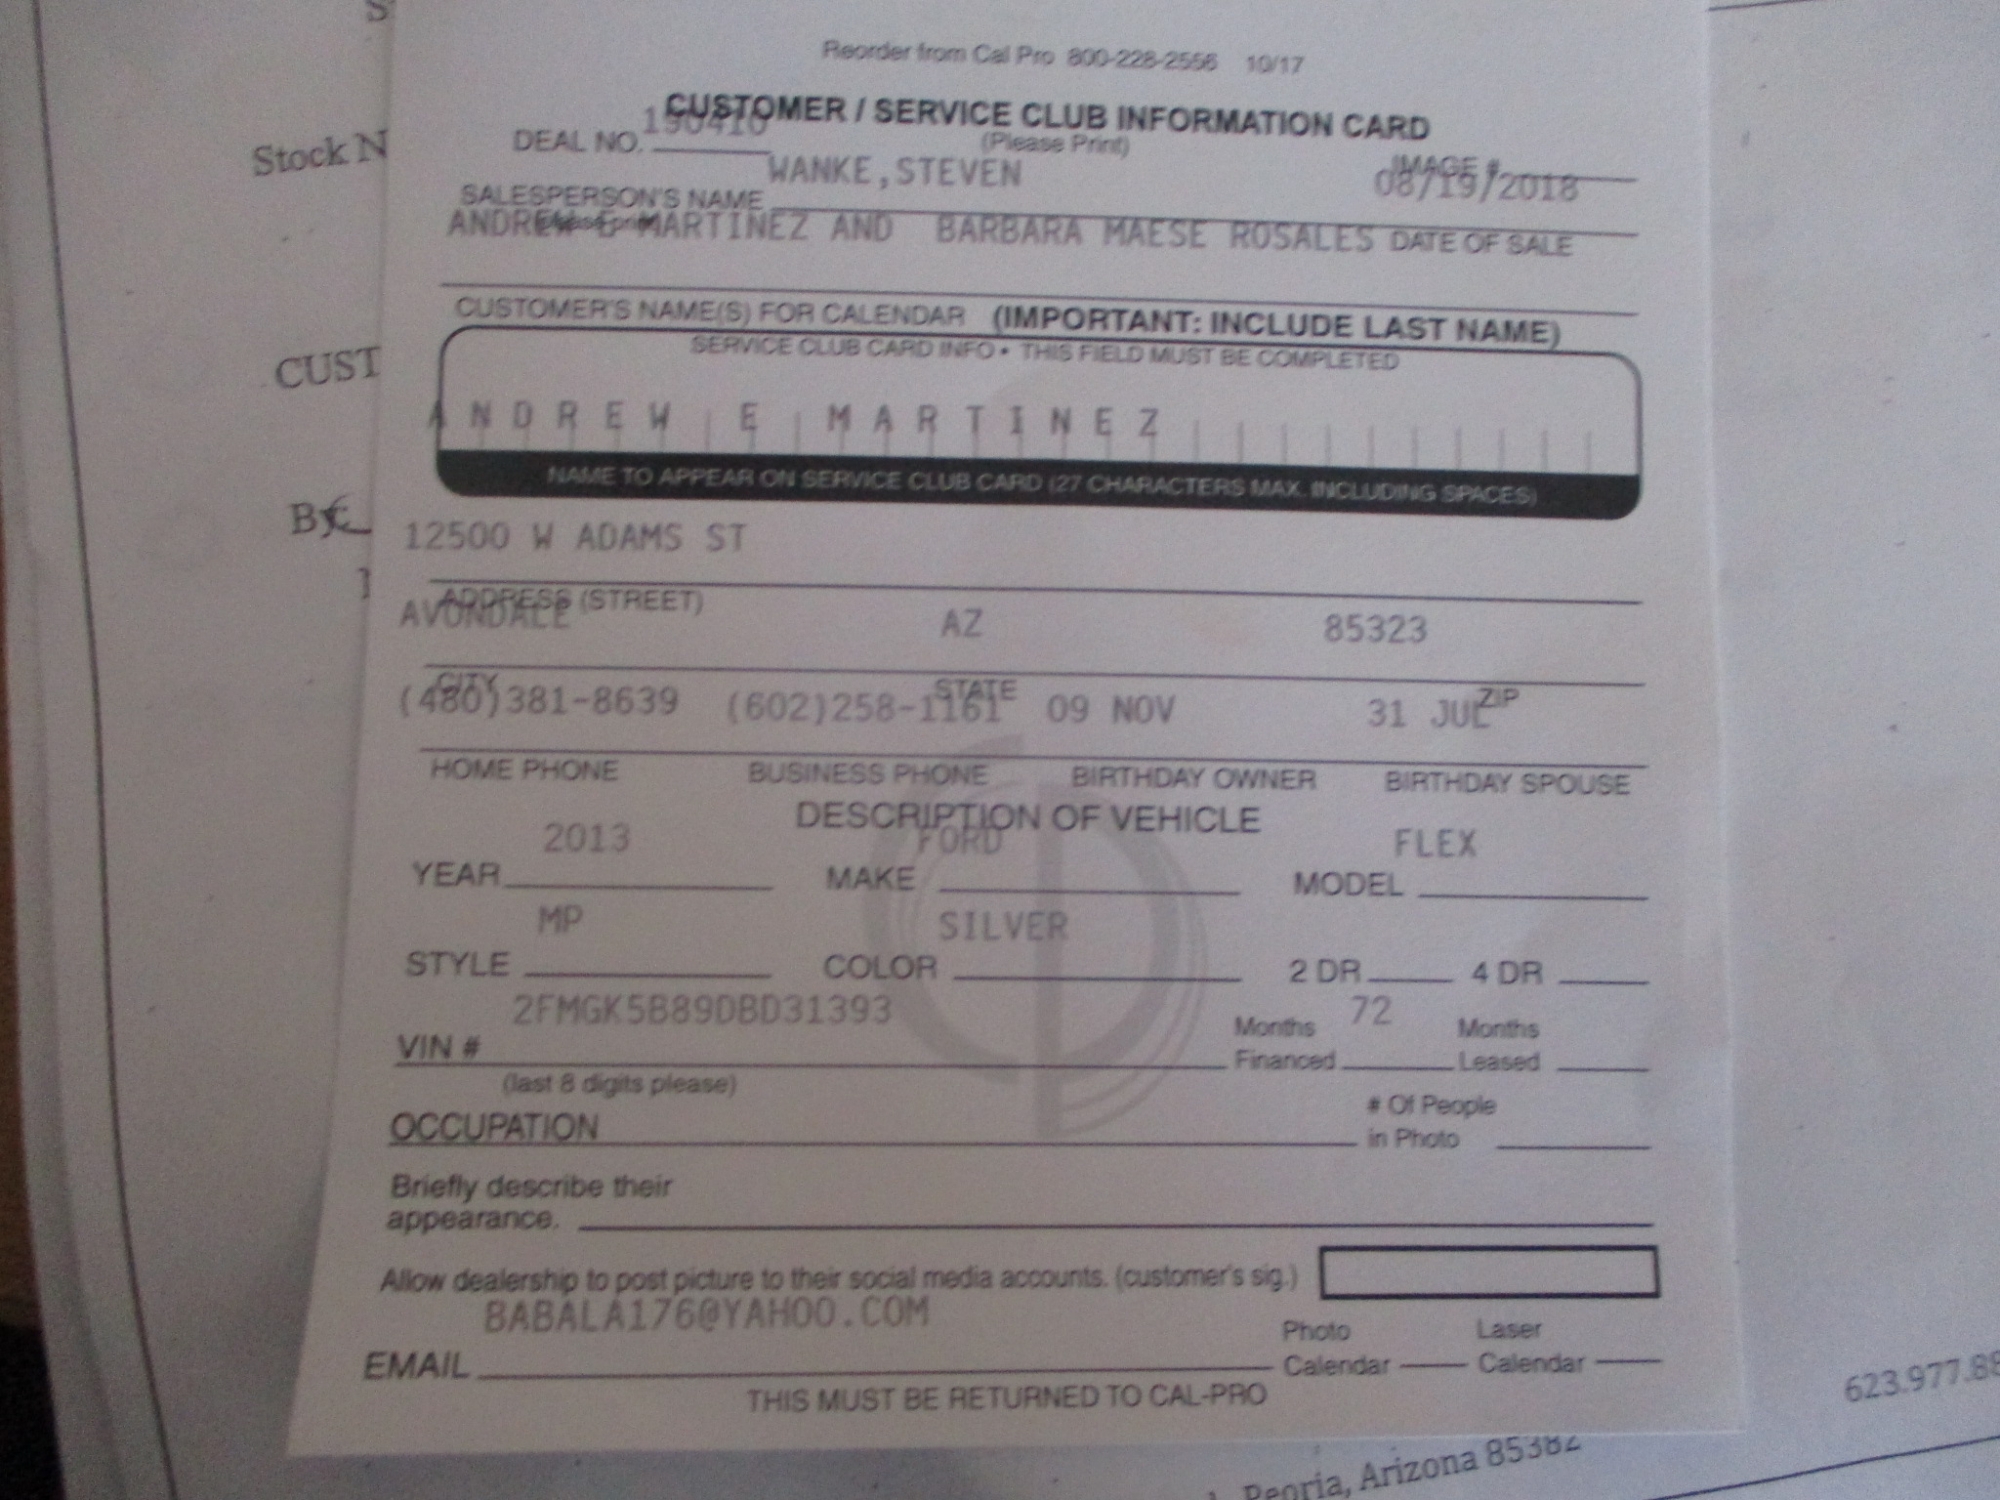 Reorder from Cal Pro 800-228-2556 10/17
CUSTOMER / SERVICE CLUB INFORMATION CARD
(Please Print)
DEAL NO. 190410
IMAGE #
WANKE,STEVEN
08/19/2018
SALESPERSON'S NAME
ANDREW E MARTINEZ AND BARBARA MAESE ROSALES
DATE OF SALE
CUSTOMER'S NAME(S) FOR CALENDAR (IMPORTANT: INCLUDE LAST NAME)
SERVICE CLUB CARD INFO • THIS FIELD MUST BE COMPLETED
ANDREW E MARTINEZ
NAME TO APPEAR ON SERVICE CLUB CARD (27 CHARACTERS MAX. INCLUDING SPACES)
12500 W ADAMS ST
ADDRESS (STREET)
AVONDALE AZ 85323
CITY STATE ZIP
(480)381-8639 (602)258-1161 09 NOV 31 JUL
HOME PHONE BUSINESS PHONE BIRTHDAY OWNER BIRTHDAY SPOUSE
DESCRIPTION OF VEHICLE
2013 FORD FLEX
YEAR MAKE MODEL
MP SILVER
STYLE COLOR 2 DR 4 DR
2FMGK5B89DBD31393 72
VIN # Months Financed Months Leased
(last 8 digits please)
OCCUPATION # Of People in Photo
Briefly describe their
appearance.
Allow dealership to post picture to their social media accounts. (customer's sig.)
BABALA176@YAHOO.COM
EMAIL Photo Calendar Laser Calendar
THIS MUST BE RETURNED TO CAL-PRO
Stock N
CUST
623.977.88
Peoria, Arizona 85382